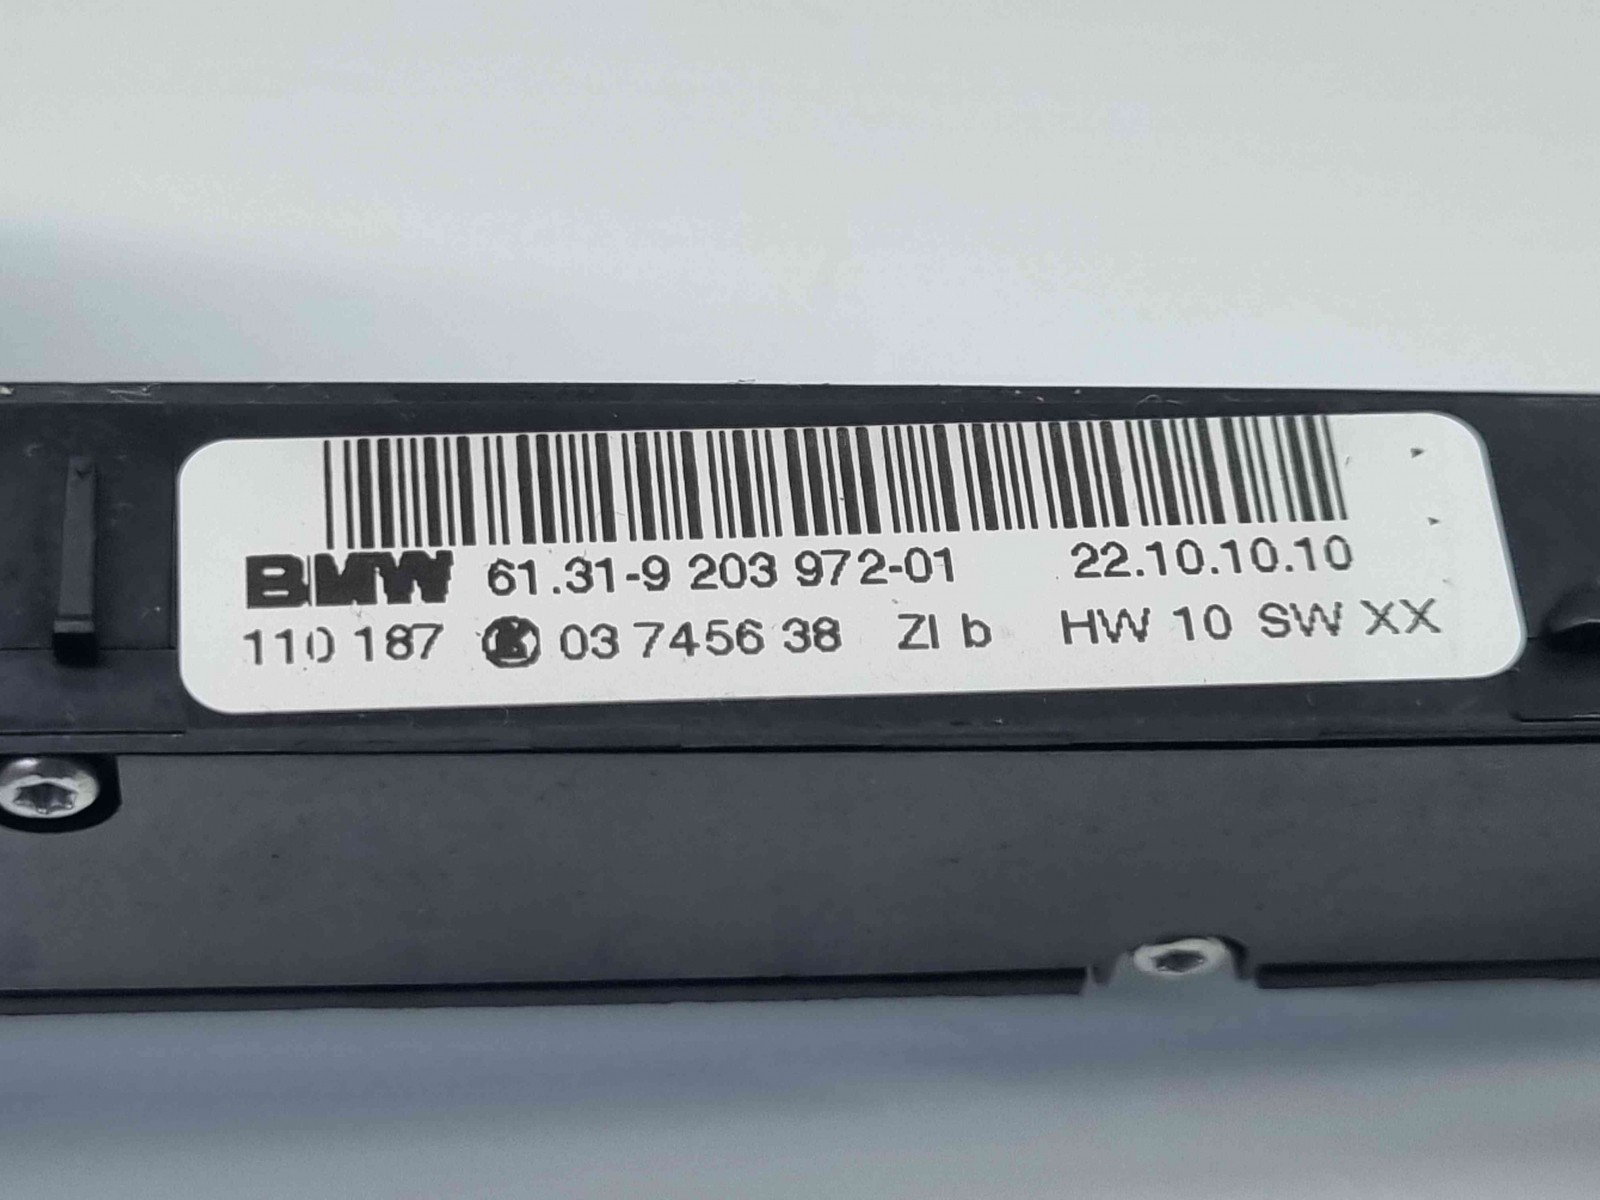 BMW 61.31-9 203 972-01 22.10.10.10
110 187 K 03 7456 38 ZI b HW 10 SW XX